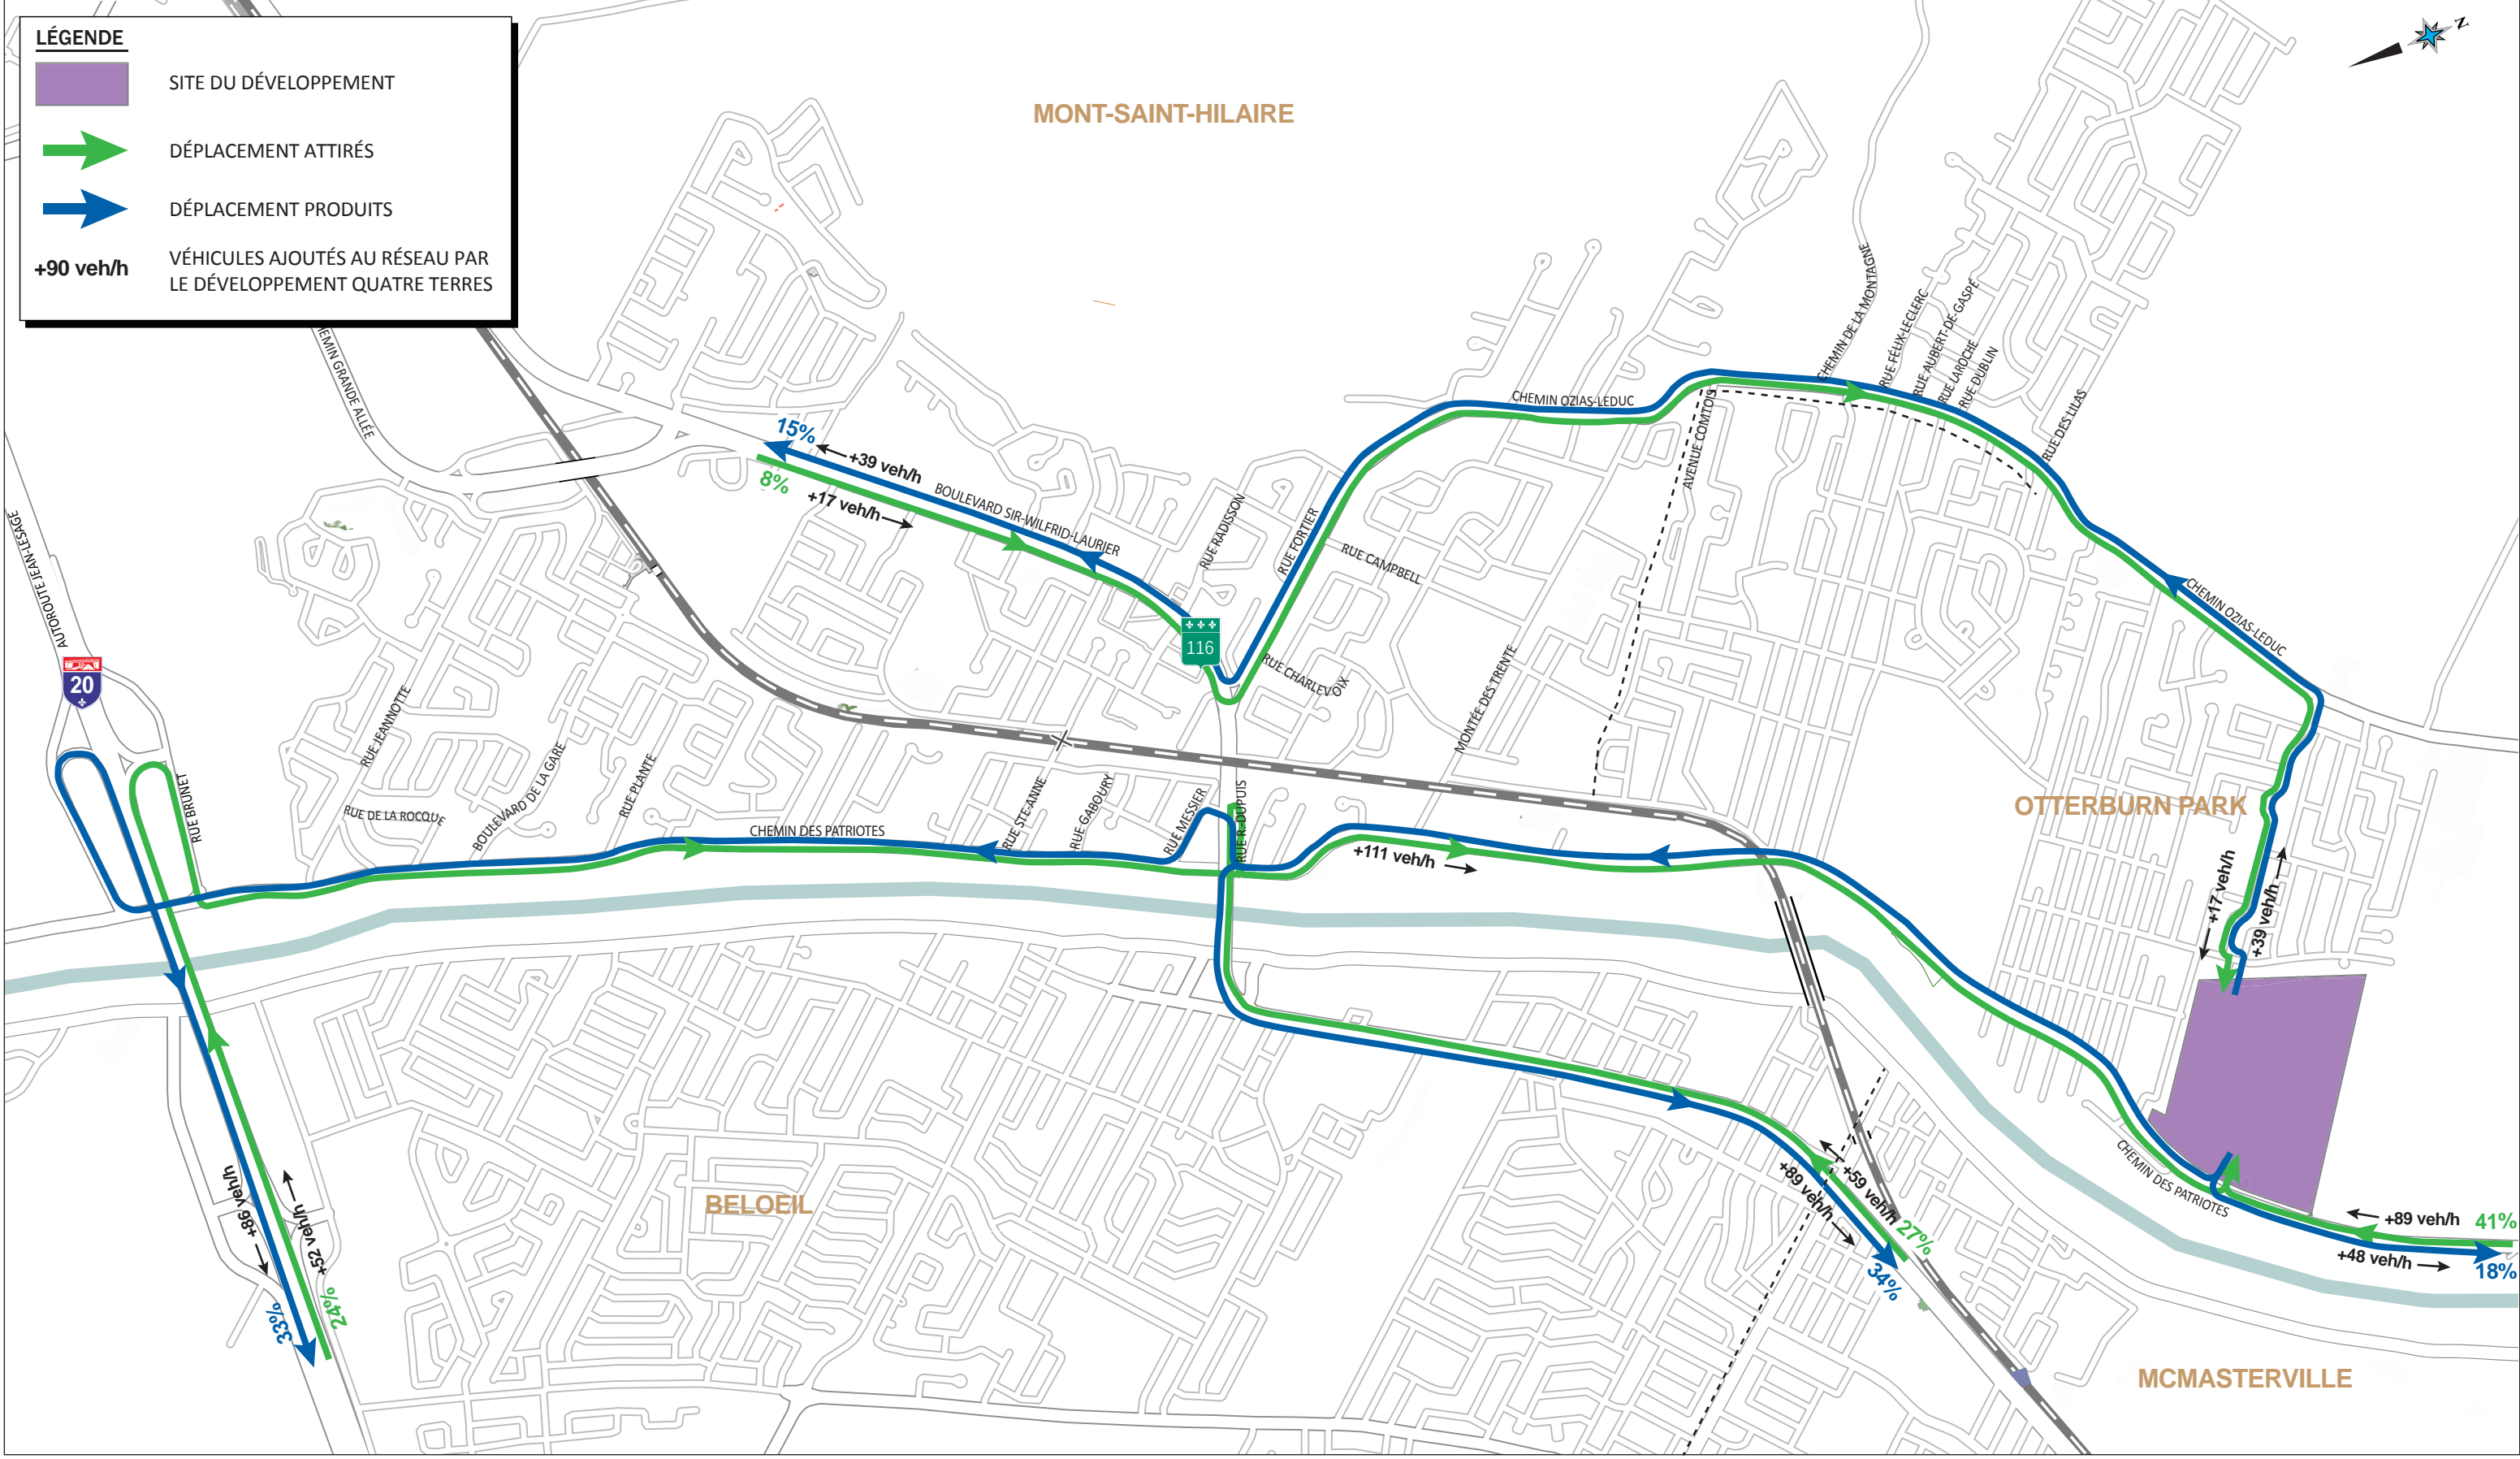 LÉGENDE
SITE DU DÉVELOPPEMENT
DÉPLACEMENT ATTIRÉS
DÉPLACEMENT PRODUITS
+90 veh/h
VÉHICULES AJOUTÉS AU RÉSEAU PAR
LE DÉVELOPPEMENT QUATRE TERRES
N
MONT-SAINT-HILAIRE
CHEMIN GRANDE ALLÉE
AUTOROUTE JEAN-LESAGE
20
15%
+39 veh/h
8%
+17 veh/h
BOULEVARD SIR-WILFRID-LAURIER
RUE RADISSON
RUE FORTIER
RUE CAMPBELL
116
RUE CHARLEVOIX
CHEMIN OZIAS-LEDUC
AVENUE COMTOIS
CHEMIN DE LA MONTAGNE
RUE FÉLIX-LECLERC
RUE AUBERT-DE-GASPÉ
RUE LAROCHE
RUE DUBLIN
RUE DES LILAS
CHEMIN OZIAS-LEDUC
MONTÉE DES TRENTE
RUE JEANNOTTE
RUE BRUNET
RUE DE LA ROCQUE
BOULEVARD DE LA GARE
RUE PLANTE
CHEMIN DES PATRIOTES
RUE STE-ANNE
RUE GABOURY
RUE MESSIER
RUE R.-DUPUIS
+111 veh/h
OTTERBURN PARK
+17 veh/h
+39 veh/h
CHEMIN DES PATRIOTES
+89 veh/h
41%
+48 veh/h
18%
+59 veh/h
+89 veh/h
27%
34%
BELOEIL
+86 veh/h
+52 veh/h
33%
24%
MCMASTERVILLE